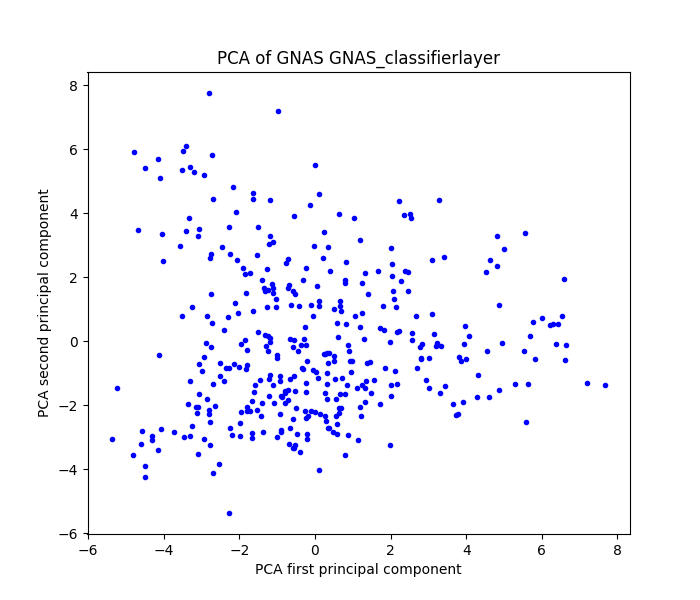 PCA of GNAS GNAS_classifierlayer
8
6
4
2
0
−2
−4
−6
PCA second principal component
−6 −4 −2 0 2 4 6 8
PCA first principal component